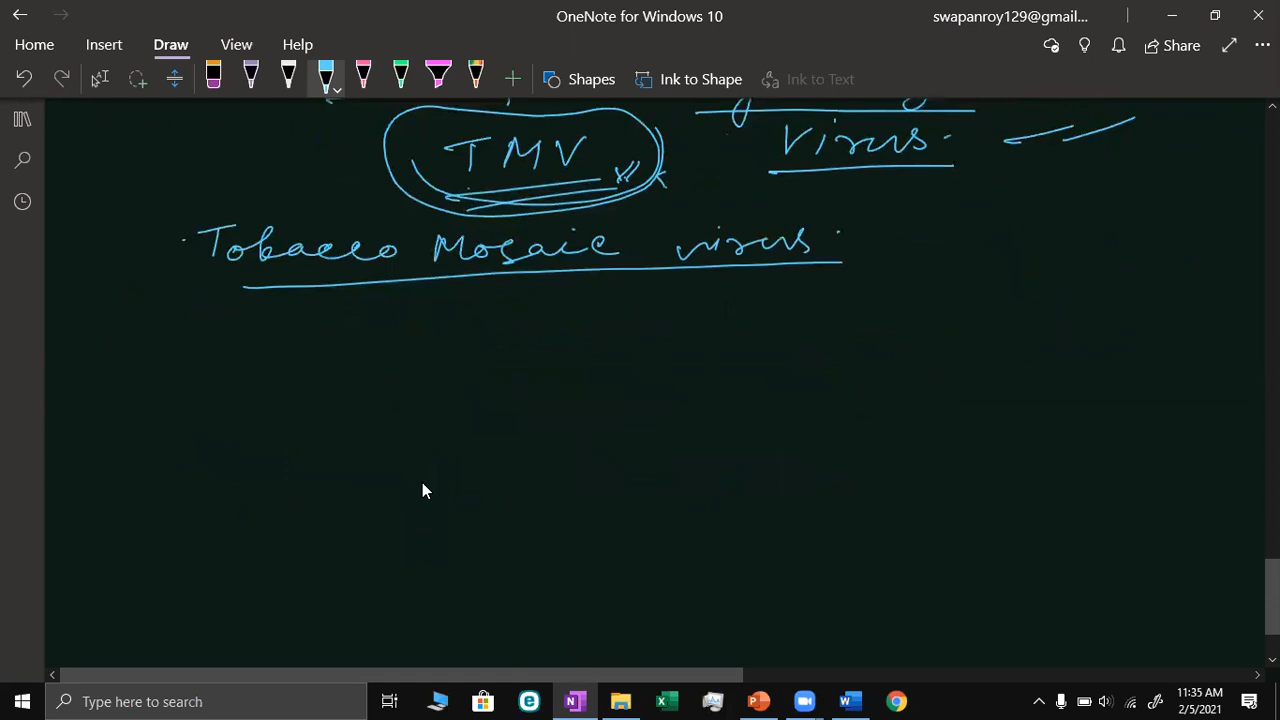 OneNote for Windows 10
swapanroy129@gmail...
Home Insert Draw View Help
Share
Shapes Ink to Shape Ink to Text
TMV
Virus.
Tobacco Mosaic virus
Type here to search
11:35 AM
2/5/2021
5